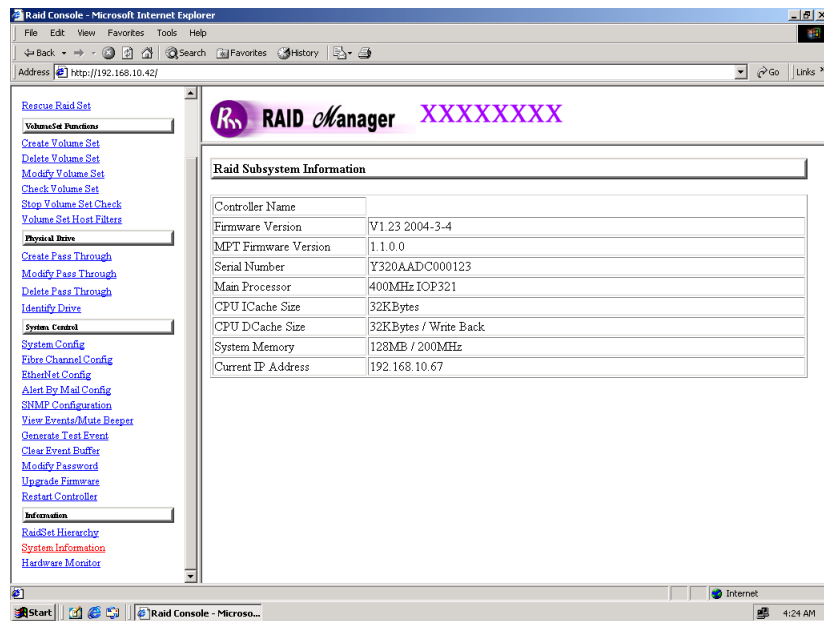 Raid Console - Microsoft Internet Explorer
File Edit View Favorites Tools Help
Back Search Favorites History
Address http://192.168.10.42/ Go Links »
Rescue Raid Set
VolumeSet Functions
Create Volume Set
Delete Volume Set
Modify Volume Set
Check Volume Set
Stop Volume Set Check
Volume Set Host Filters
Physical Drive
Create Pass Through
Modify Pass Through
Delete Pass Through
Identify Drive
System Control
System Config
Fibre Channel Config
EtherNet Config
Alert By Mail Config
SNMP Configuration
View Events/Mute Beeper
Generate Test Event
Clear Event Buffer
Modify Password
Upgrade Firmware
Restart Controller
Information
RaidSet Hierarchy
System Information
Hardware Monitor
Rm RAID Manager XXXXXXXX
Raid Subsystem Information
Controller Name
Firmware Version V1.23 2004-3-4
MPT Firmware Version 1.1.0.0
Serial Number Y320AADC000123
Main Processor 400MHz IOP321
CPU ICache Size 32KBytes
CPU DCache Size 32KBytes / Write Back
System Memory 128MB / 200MHz
Current IP Address 192.168.10.67
Internet
Start Raid Console - Microso... 4:24 AM